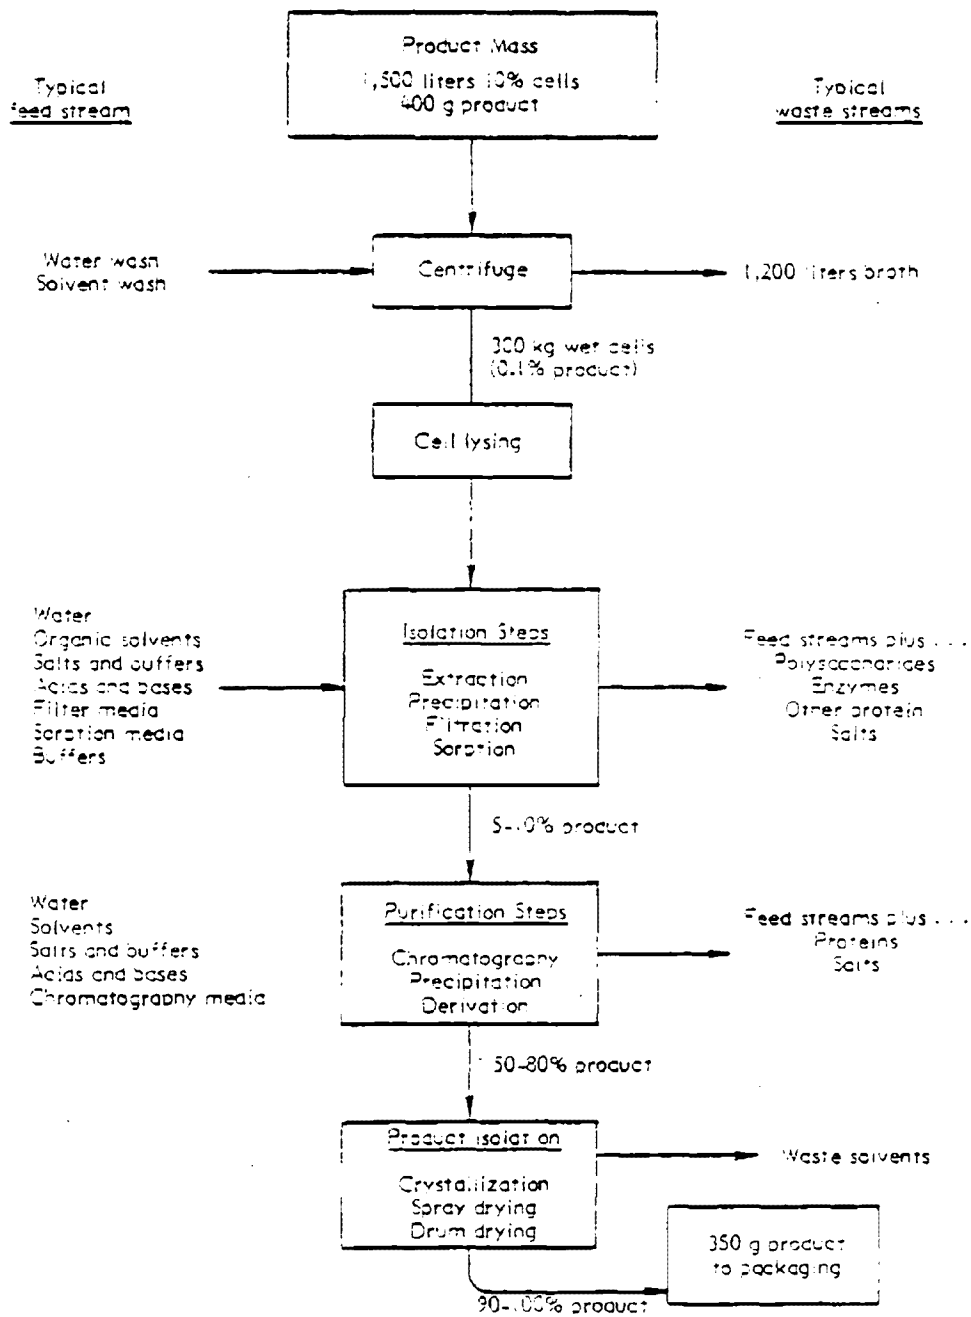 Product Mass
1,500 liters 10% cells
400 g product
Typical
feed stream
Typical
waste streams
Water wash
Solvent wash
Centrifuge
1,200 liters broth
300 kg wet cells
(0.1% product)
Cell lysing
Water
Organic solvents
Salts and buffers
Acids and bases
Filter media
Sorption media
Buffers
Isolation Steps
Extraction
Precipitation
Filtration
Sorption
Feed streams plus . . .
Polysaccharides
Enzymes
Other protein
Salts
5-10% product
Water
Solvents
Salts and buffers
Acids and bases
Chromatography media
Purification Steps
Chromatography
Precipitation
Derivation
Feed streams plus . . .
Proteins
Salts
50-80% product
Product isolation
Crystallization
Spray drying
Drum drying
Waste solvents
350 g product
to packaging
90-100% product